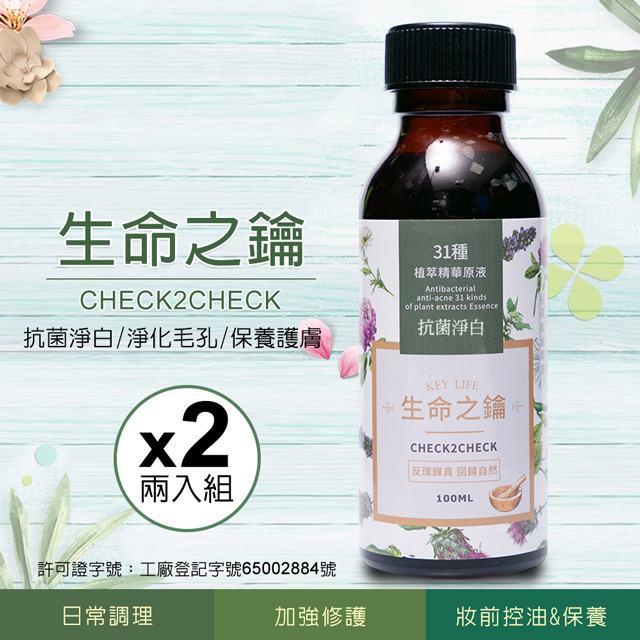 生命之鑰
CHECK2CHECK
抗菌淨白/淨化毛孔/保養護膚
x2
兩入組
31種
植萃精華原液
Antibacterial
anti-acne 31 kinds
of plant extracts Essence
抗菌淨白
KEY LIFE
生命之鑰
CHECK2CHECK
反璞歸真 回歸自然
100ML
許可證字號：工廠登記字號65002884號
日常調理
加強修護
妝前控油&保養